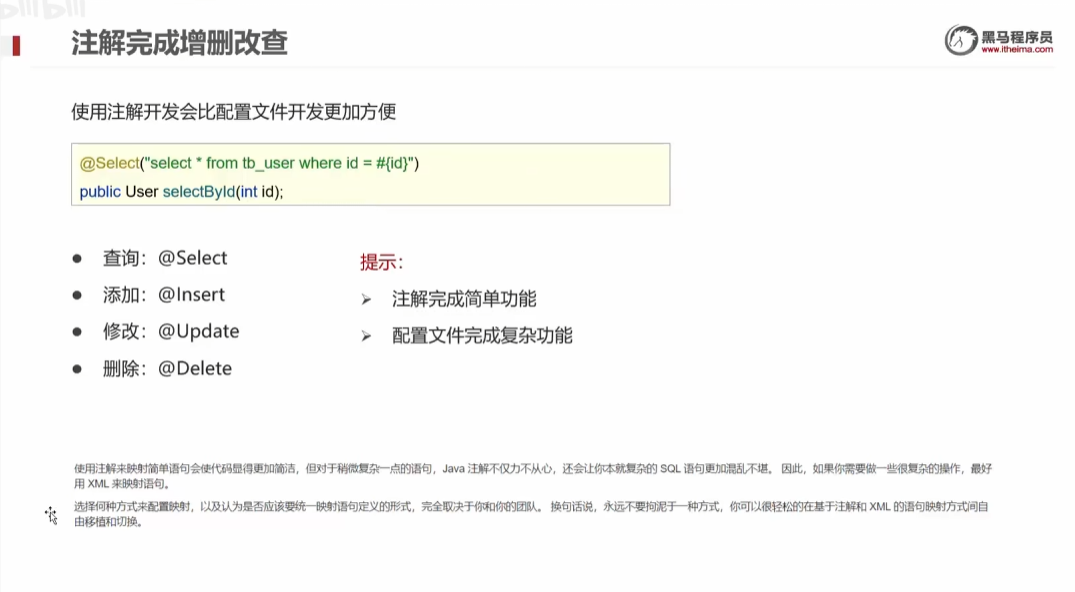 注解完成增删改查
黑马程序员
www.itheima.com
使用注解开发会比配置文件开发更加方便
@Select("select * from tb_user where id = #{id}")
public User selectById(int id);
● 查询：@Select
● 添加：@Insert
● 修改：@Update
● 删除：@Delete
提示：
➢ 注解完成简单功能
➢ 配置文件完成复杂功能
使用注解来映射简单语句会使代码显得更加简洁，但对于稍微复杂一点的语句，Java 注解不仅力不从心，还会让你本就复杂的 SQL 语句更加混乱不堪。 因此，如果你需要做一些很复杂的操作，最好
用 XML 来映射语句。
选择何种方式来配置映射，以及认为是否应该要统一映射语句定义的形式，完全取决于你和你的团队。 换句话说，永远不要拘泥于一种方式，你可以很轻松的在基于注解和 XML 的语句映射方式间自
由移植和切换。